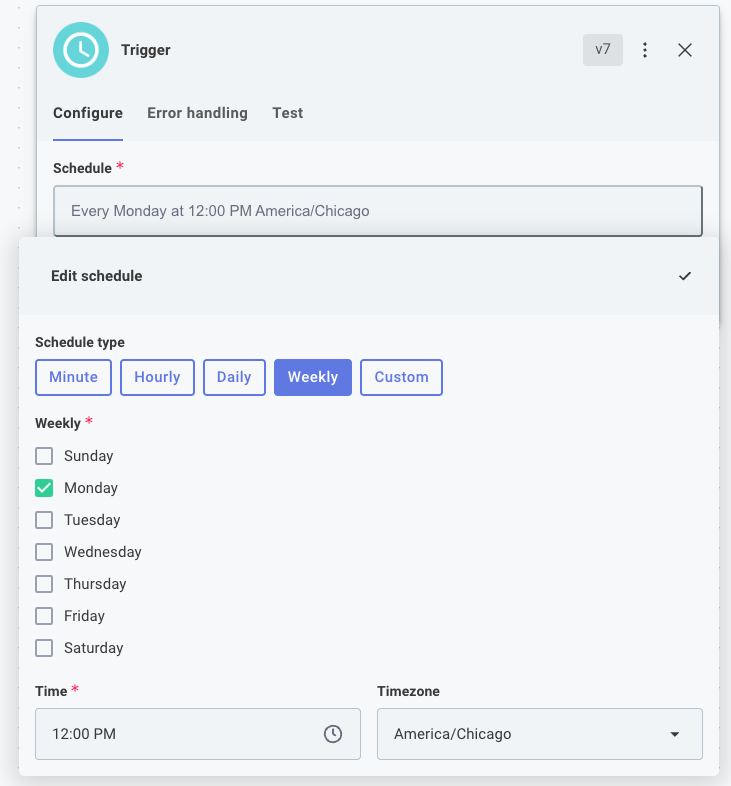 Trigger
v7
Configure Error handling Test
Schedule *
Every Monday at 12:00 PM America/Chicago
Edit schedule
Schedule type
Minute Hourly Daily Weekly Custom
Weekly *
Sunday
Monday
Tuesday
Wednesday
Thursday
Friday
Saturday
Time * Timezone
12:00 PM America/Chicago